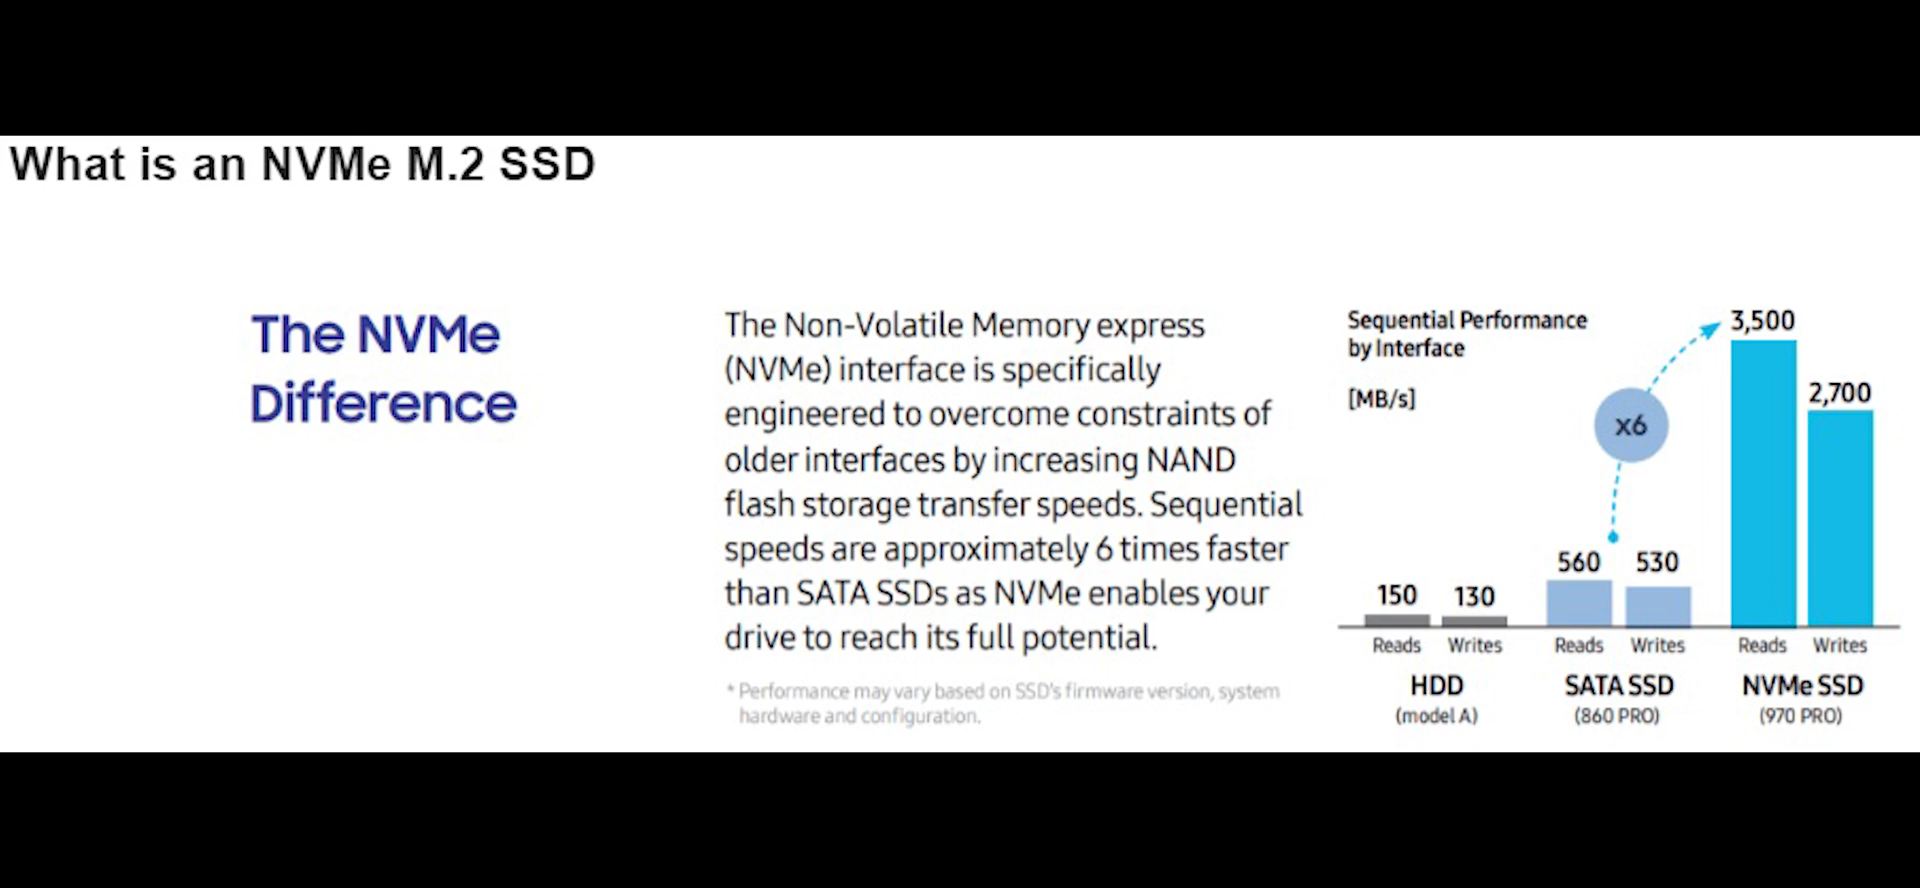 What is an NVMe M.2 SSD
The NVMe
Difference
The Non-Volatile Memory express
(NVMe) interface is specifically
engineered to overcome constraints of
older interfaces by increasing NAND
flash storage transfer speeds. Sequential
speeds are approximately 6 times faster
than SATA SSDs as NVMe enables your
drive to reach its full potential.
* Performance may vary based on SSD's firmware version, system
hardware and configuration.
Sequential Performance
by Interface
[MB/s]
x6
3,500
2,700
560 530
150 130
Reads Writes Reads Writes Reads Writes
HDD SATA SSD NVMe SSD
(model A) (860 PRO) (970 PRO)